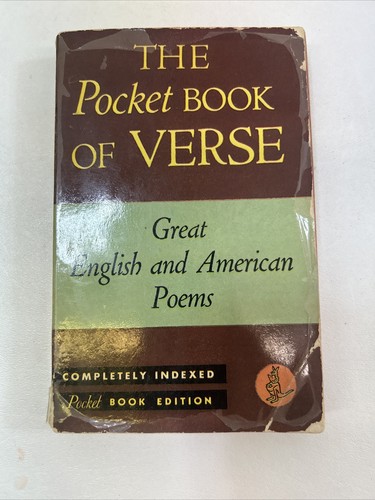 THE
Pocket BOOK
OF VERSE
Great
English and American
Poems
COMPLETELY INDEXED
Pocket BOOK EDITION